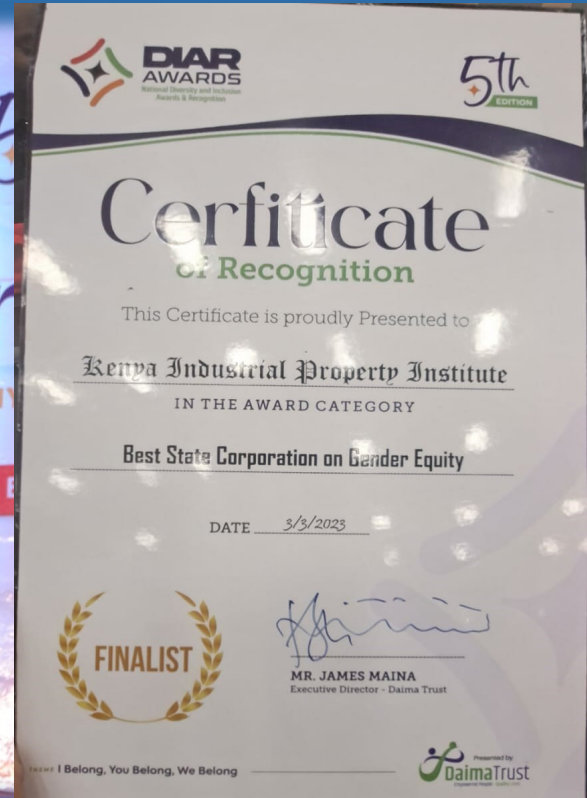 DIAR
AWARDS
National Diversity and Inclusion
Awards & Recognition
5th
EDITION
Cerfiticate
of Recognition
This Certificate is proudly Presented to
Kenya Industrial Property Institute
IN THE AWARD CATEGORY
Best State Corporation on Gender Equity
DATE 3/3/2023
FINALIST
MR. JAMES MAINA
Executive Director - Daima Trust
I Belong, You Belong, We Belong
Presented by
DaimaTrust